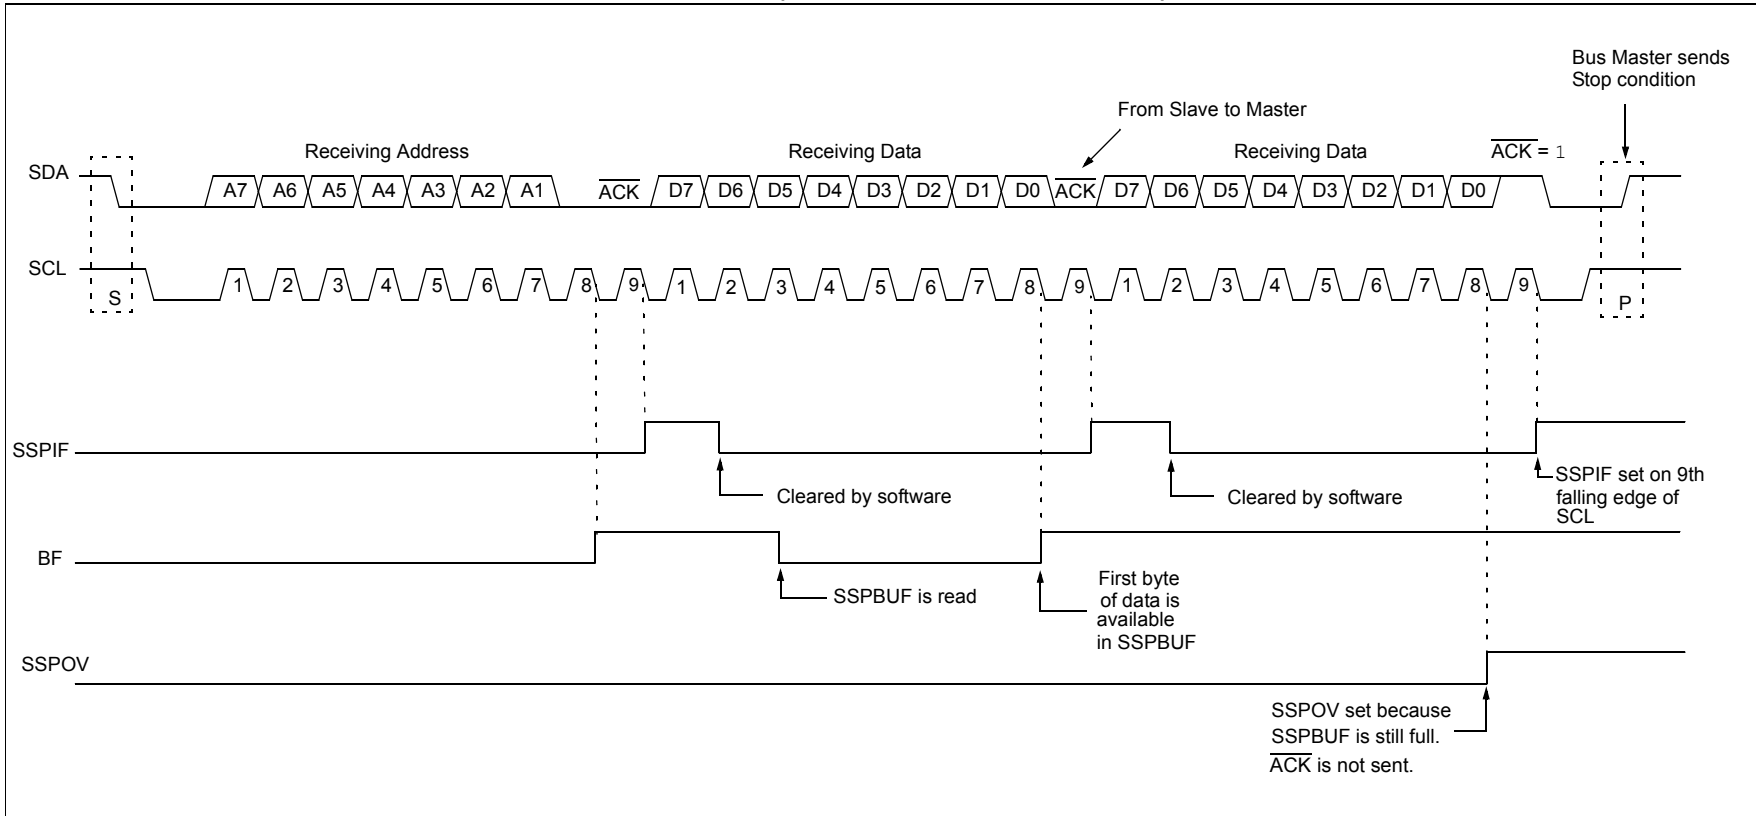 Bus Master sends
Stop condition
From Slave to Master
Receiving Address
Receiving Data
Receiving Data
ACK = 1
SDA
A7 A6 A5 A4 A3 A2 A1 ACK D7 D6 D5 D4 D3 D2 D1 D0 ACK D7 D6 D5 D4 D3 D2 D1 D0
SCL
S
1 2 3 4 5 6 7 8 9 1 2 3 4 5 6 7 8 9 1 2 3 4 5 6 7 8 9
P
SSPIF
Cleared by software
Cleared by software
SSPIF set on 9th
falling edge of
SCL
BF
SSPBUF is read
First byte
of data is
available
in SSPBUF
SSPOV
SSPOV set because
SSPBUF is still full.
ACK is not sent.